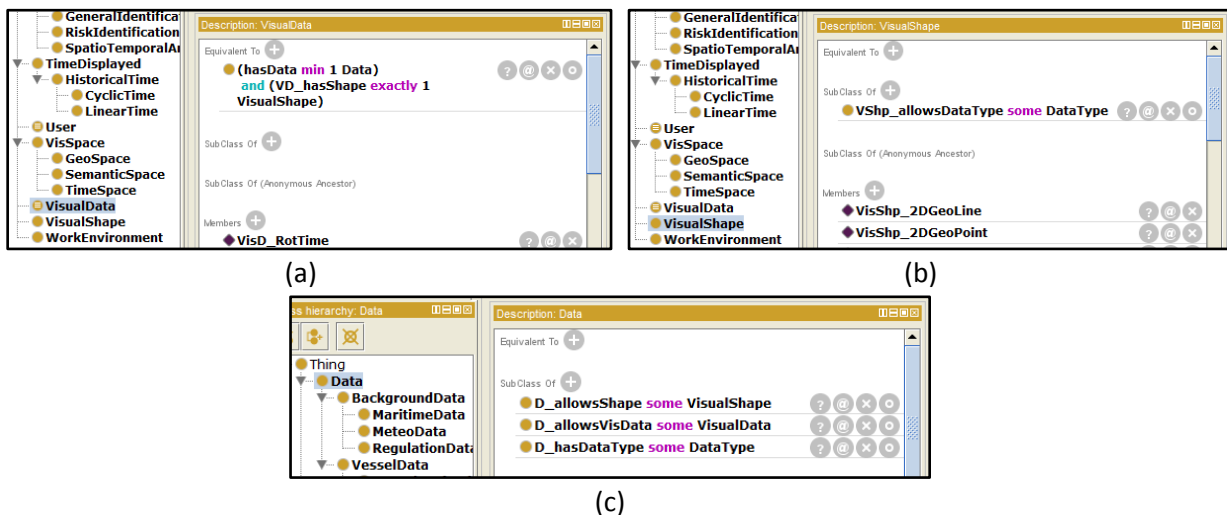 GeneralIdentifica
RiskIdentification
SpatioTemporalAn
TimeDisplayed
HistoricalTime
CyclicTime
LinearTime
User
VisSpace
GeoSpace
SemanticSpace
TimeSpace
VisualData
VisualShape
WorkEnvironment
Description: VisualData
Equivalent To
(hasData min 1 Data)
and (VD_hasShape exactly 1
VisualShape)
SubClass Of
SubClass Of (Anonymous Ancestor)
Members
VisD_RotTime
(a)
GeneralIdentifica
RiskIdentification
SpatioTemporalAn
TimeDisplayed
HistoricalTime
CyclicTime
LinearTime
User
VisSpace
GeoSpace
SemanticSpace
TimeSpace
VisualData
VisualShape
WorkEnvironment
Description: VisualShape
Equivalent To
SubClass Of
VShp_allowsDataType some DataType
SubClass Of (Anonymous Ancestor)
Members
VisShp_2DGeoLine
VisShp_2DGeoPoint
(b)
ss hierarchy: Data
Thing
Data
BackgroundData
MaritimeData
MeteoData
RegulationData
VesselData
Description: Data
Equivalent To
SubClass Of
D_allowsShape some VisualShape
D_allowsVisData some VisualData
D_hasDataType some DataType
(c)